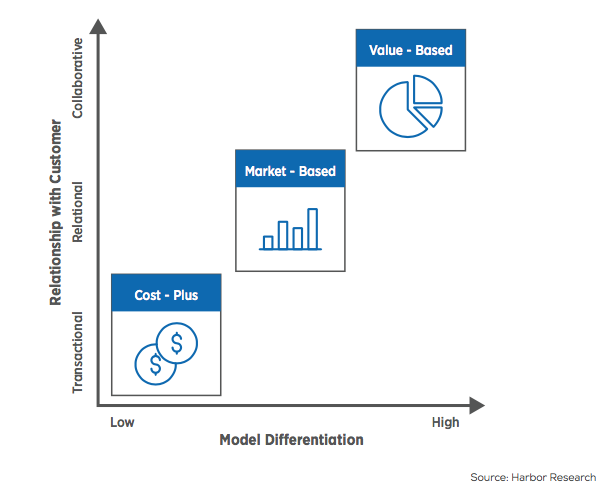 Relationship with Customer
Collaborative
Relational
Transactional
Value - Based
Market - Based
Cost - Plus
$
$
Low
High
Model Differentiation
Source: Harbor Research